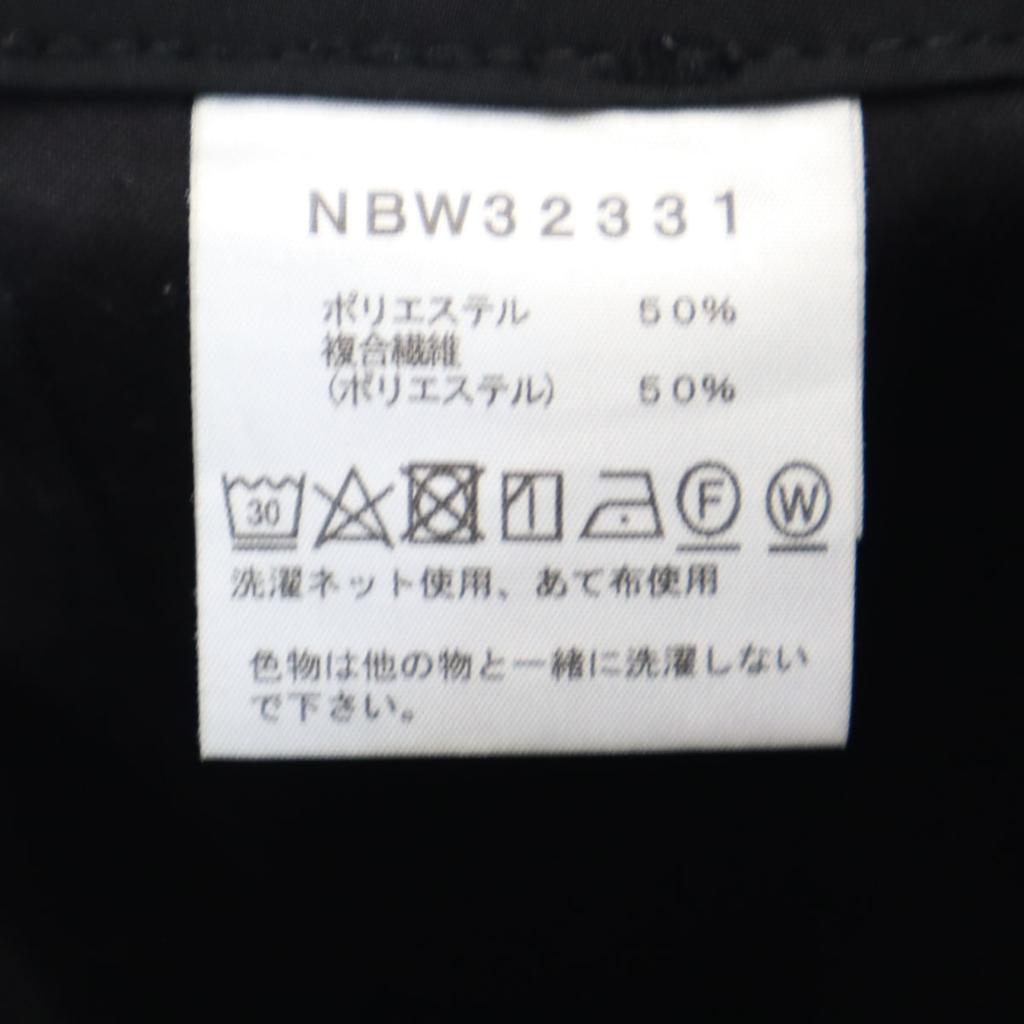 NBW32331
ポリエステル 50%
複合繊維
(ポリエステル) 50%
30 F W
洗濯ネット使用、あて布使用
色物は他の物と一緒に洗濯しない
で下さい。